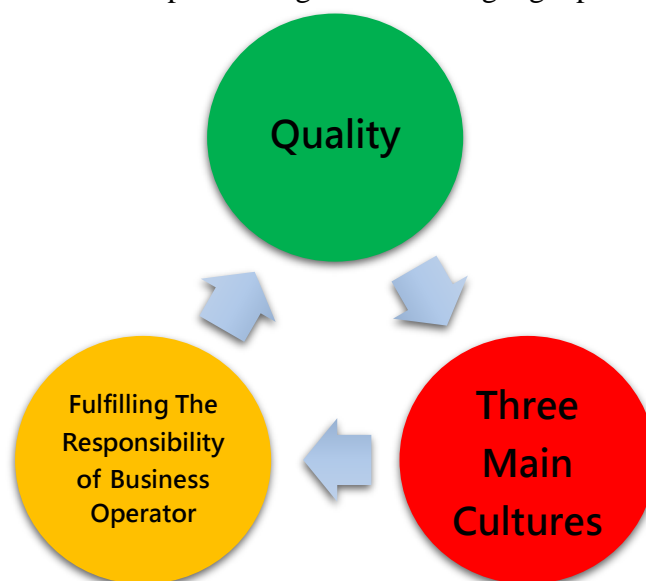 Quality
Three
Main
Cultures
Fulfilling The
Responsibility
of Business
Operator